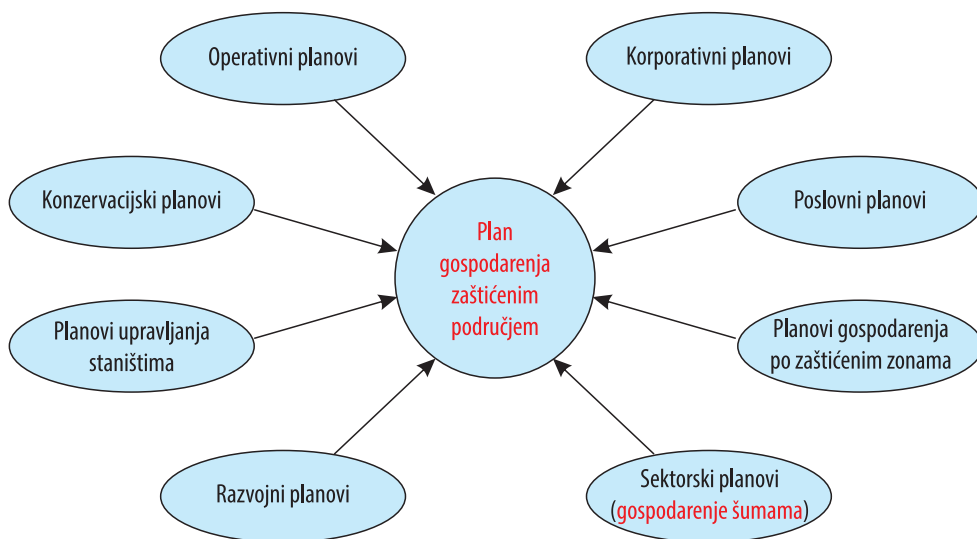 Operativni planovi
Korporativni planovi
Konzervacijski planovi
Plan
gospodarenja
zaštićenim
područjem
Poslovni planovi
Planovi upravljanja
staništima
Planovi gospodarenja
po zaštićenim zonama
Razvojni planovi
Sektorski planovi
(gospodarenje šumama)